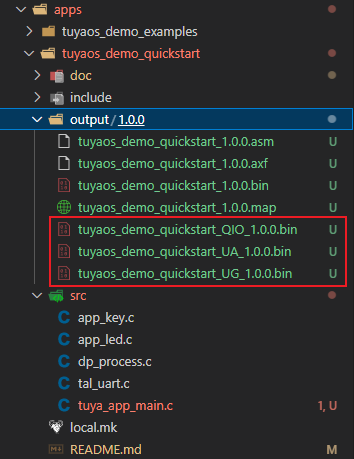 apps
tuyaos_demo_examples
tuyaos_demo_quickstart
doc
include
output/1.0.0
tuyaos_demo_quickstart_1.0.0.asm U
tuyaos_demo_quickstart_1.0.0.axf U
tuyaos_demo_quickstart_1.0.0.bin U
tuyaos_demo_quickstart_1.0.0.map U
tuyaos_demo_quickstart_QIO_1.0.0.bin U
tuyaos_demo_quickstart_UA_1.0.0.bin U
tuyaos_demo_quickstart_UG_1.0.0.bin U
src
C app_key.c
C app_led.c
C dp_process.c
C tal_uart.c
C tuya_app_main.c 1, U
local.mk
README.md M